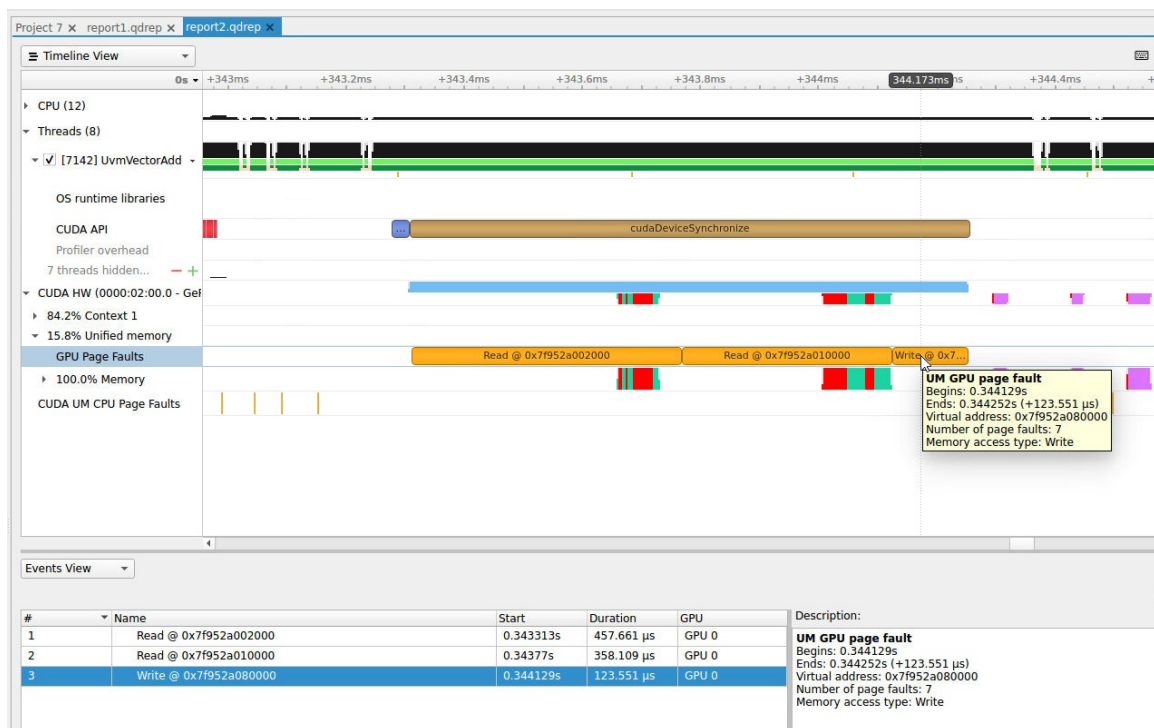 Project 7 × report1.qdrep × report2.qdrep ×
Timeline View
0s +343ms +343.2ms +343.4ms +343.6ms +343.8ms +344ms 344.173ms +344.4ms
CPU (12)
Threads (8)
[7142] UvmVectorAdd
OS runtime libraries
CUDA API ... cudaDeviceSynchronize
Profiler overhead
7 threads hidden... − +
CUDA HW (0000:02:00.0 - GeF
84.2% Context 1
15.8% Unified memory
GPU Page Faults Read @ 0x7f952a002000 Read @ 0x7f952a010000 Write @ 0x7...
100.0% Memory
CUDA UM CPU Page Faults
UM GPU page fault
Begins: 0.344129s
Ends: 0.344252s (+123.551 µs)
Virtual address: 0x7f952a080000
Number of page faults: 7
Memory access type: Write
Events View
# Name Start Duration GPU
1 Read @ 0x7f952a002000 0.343313s 457.661 µs GPU 0
2 Read @ 0x7f952a010000 0.34377s 358.109 µs GPU 0
3 Write @ 0x7f952a080000 0.344129s 123.551 µs GPU 0
Description:
UM GPU page fault
Begins: 0.344129s
Ends: 0.344252s (+123.551 µs)
Virtual address: 0x7f952a080000
Number of page faults: 7
Memory access type: Write